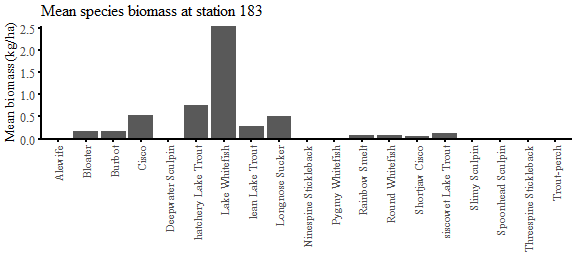 Mean species biomass at station 183
Mean biomass (kg/ha)
2.5
2.0
1.5
1.0
0.5
0.0
Alewife
Bloater
Burbot
Cisco
Deepwater Sculpin
hatchery Lake Trout
Lake Whitefish
lean Lake Trout
Longnose Sucker
Ninespine Stickleback
Pygmy Whitefish
Rainbow Smelt
Round Whitefish
Shortjaw Cisco
siscowet Lake Trout
Slimy Sculpin
Spoonhead Sculpin
Threespine Stickleback
Trout-perch